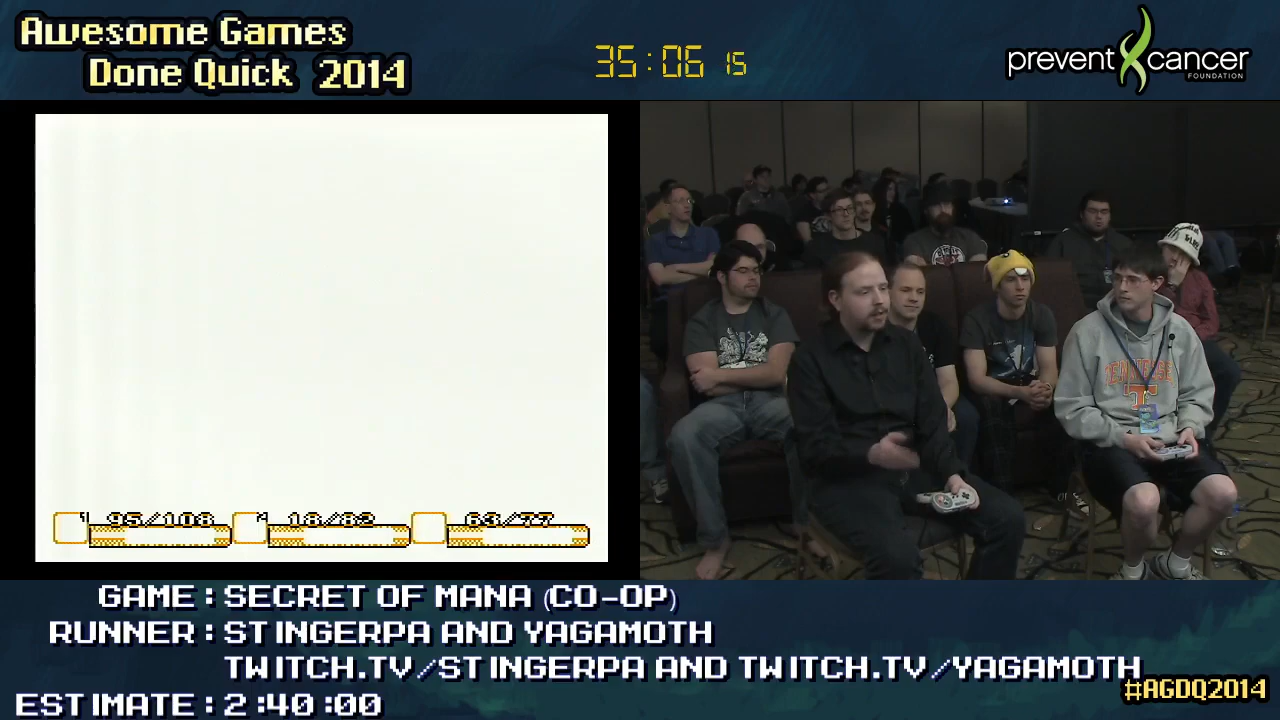 Awesome Games
Done Quick 2014
35:06 15
prevent cancer
FOUNDATION
95/108 18/82 63/77
GAME : SECRET OF MANA (CO-OP)
RUNNER : STINGERPA AND YAGAMOTH
TWITCH.TV/STINGERPA AND TWITCH.TV/YAGAMOTH
ESTIMATE : 2:40:00
#AGDQ2014